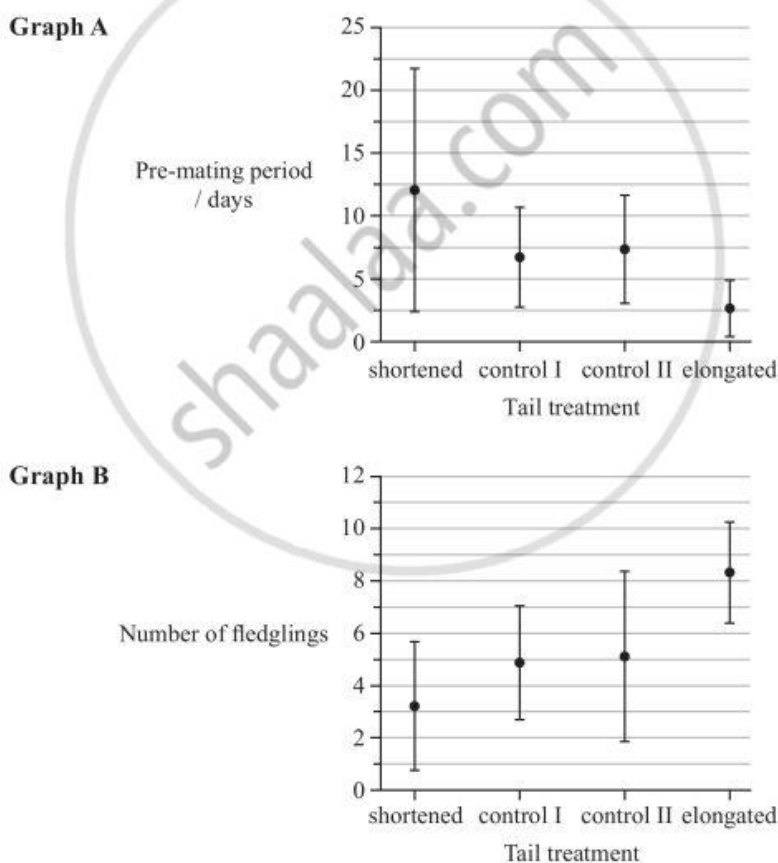 Graph A
25
20
15
10
5
0
Pre-mating period
/ days
shortened control I control II elongated
Tail treatment
Graph B
12
10
8
6
4
2
0
Number of fledglings
shortened control I control II elongated
Tail treatment
shaalaa.com